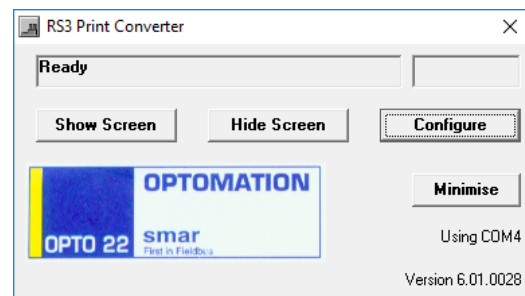 RS3 Print Converter
Ready
Show Screen Hide Screen Configure
OPTOMATION
OPTO 22 smar
First in Fieldbus
Minimise
Using COM4
Version 6.01.0028